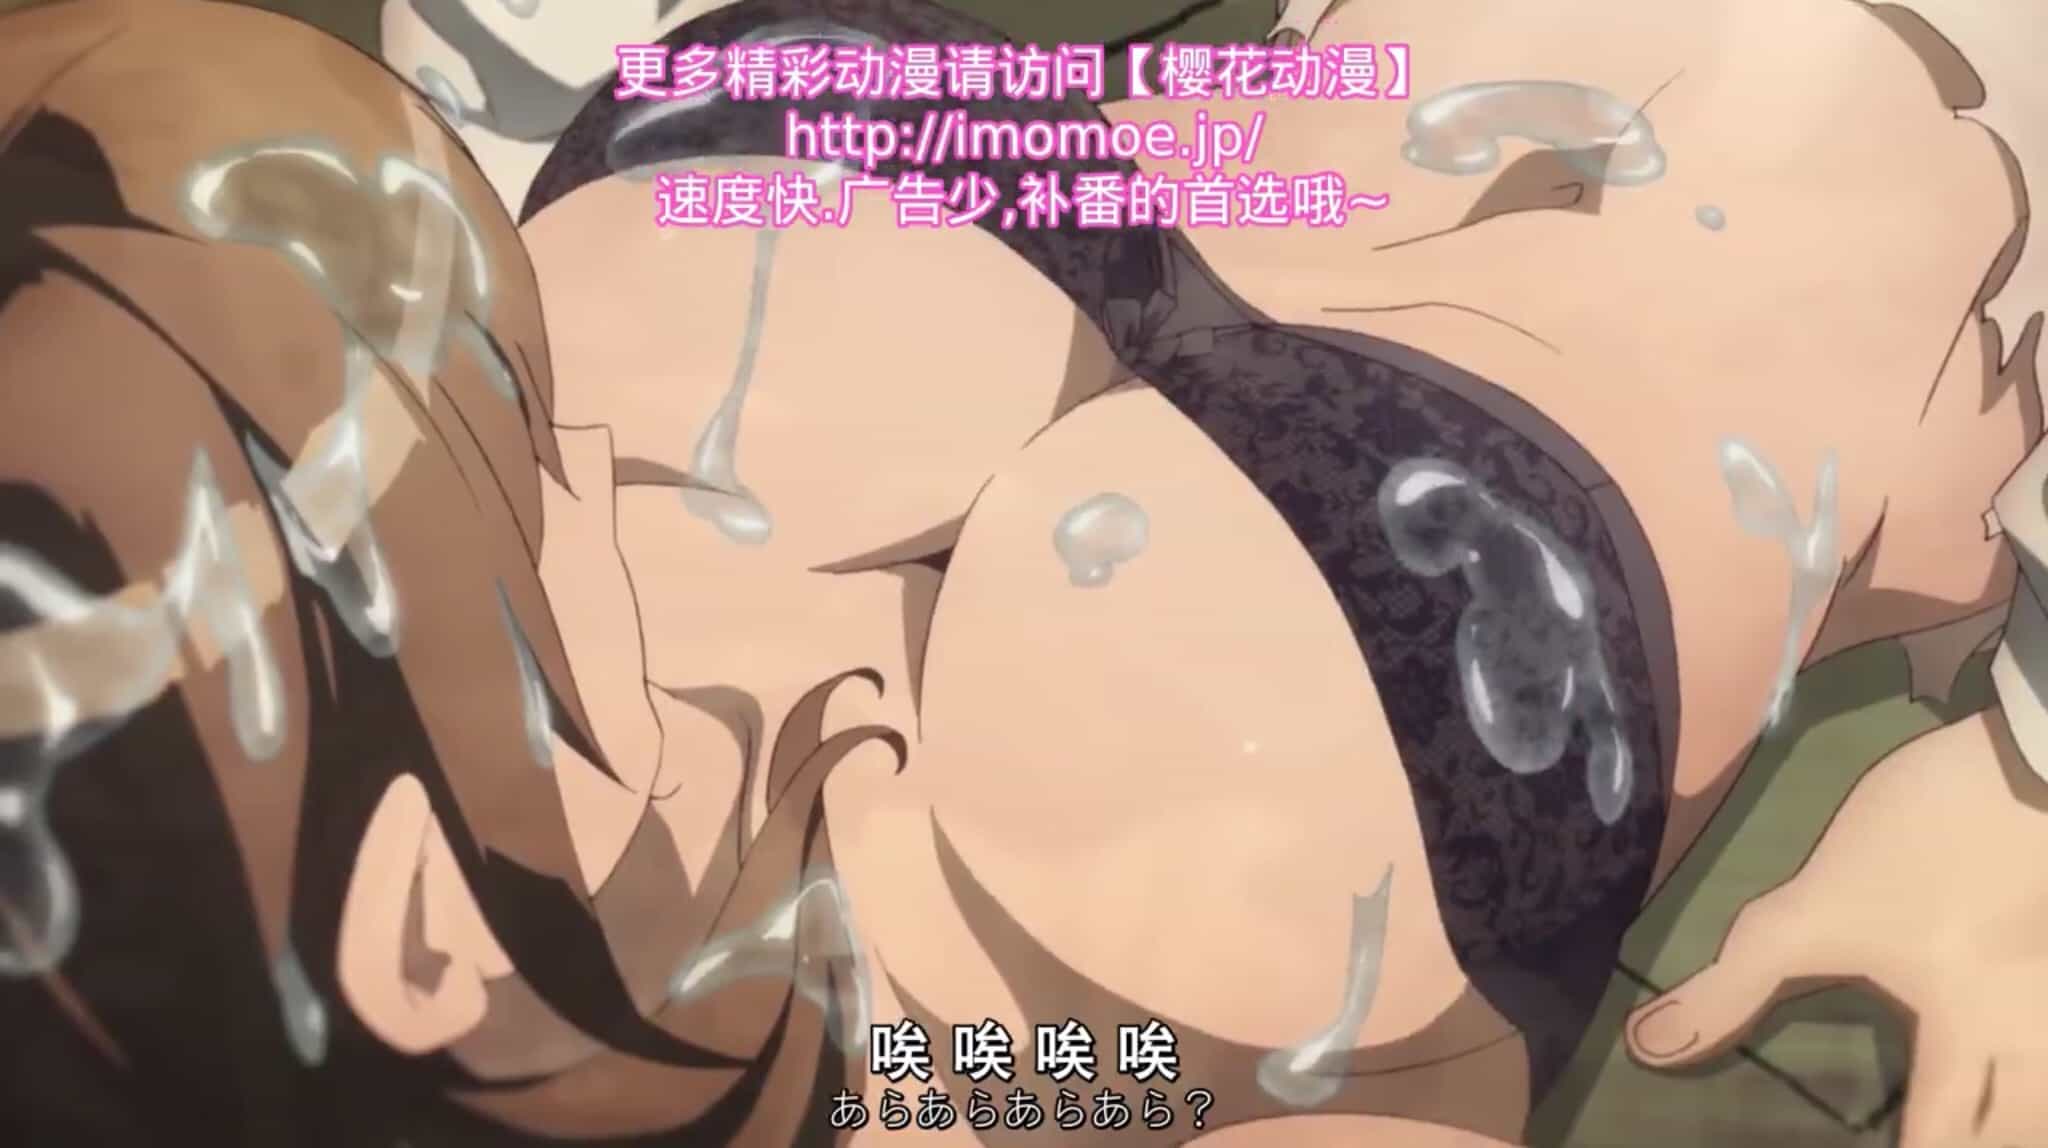 更多精彩动漫请访问【樱花动漫】
http://imomoe.jp/
速度快.广告少,补番的首选哦~
唉 唉 唉 唉
あらあらあらあら？